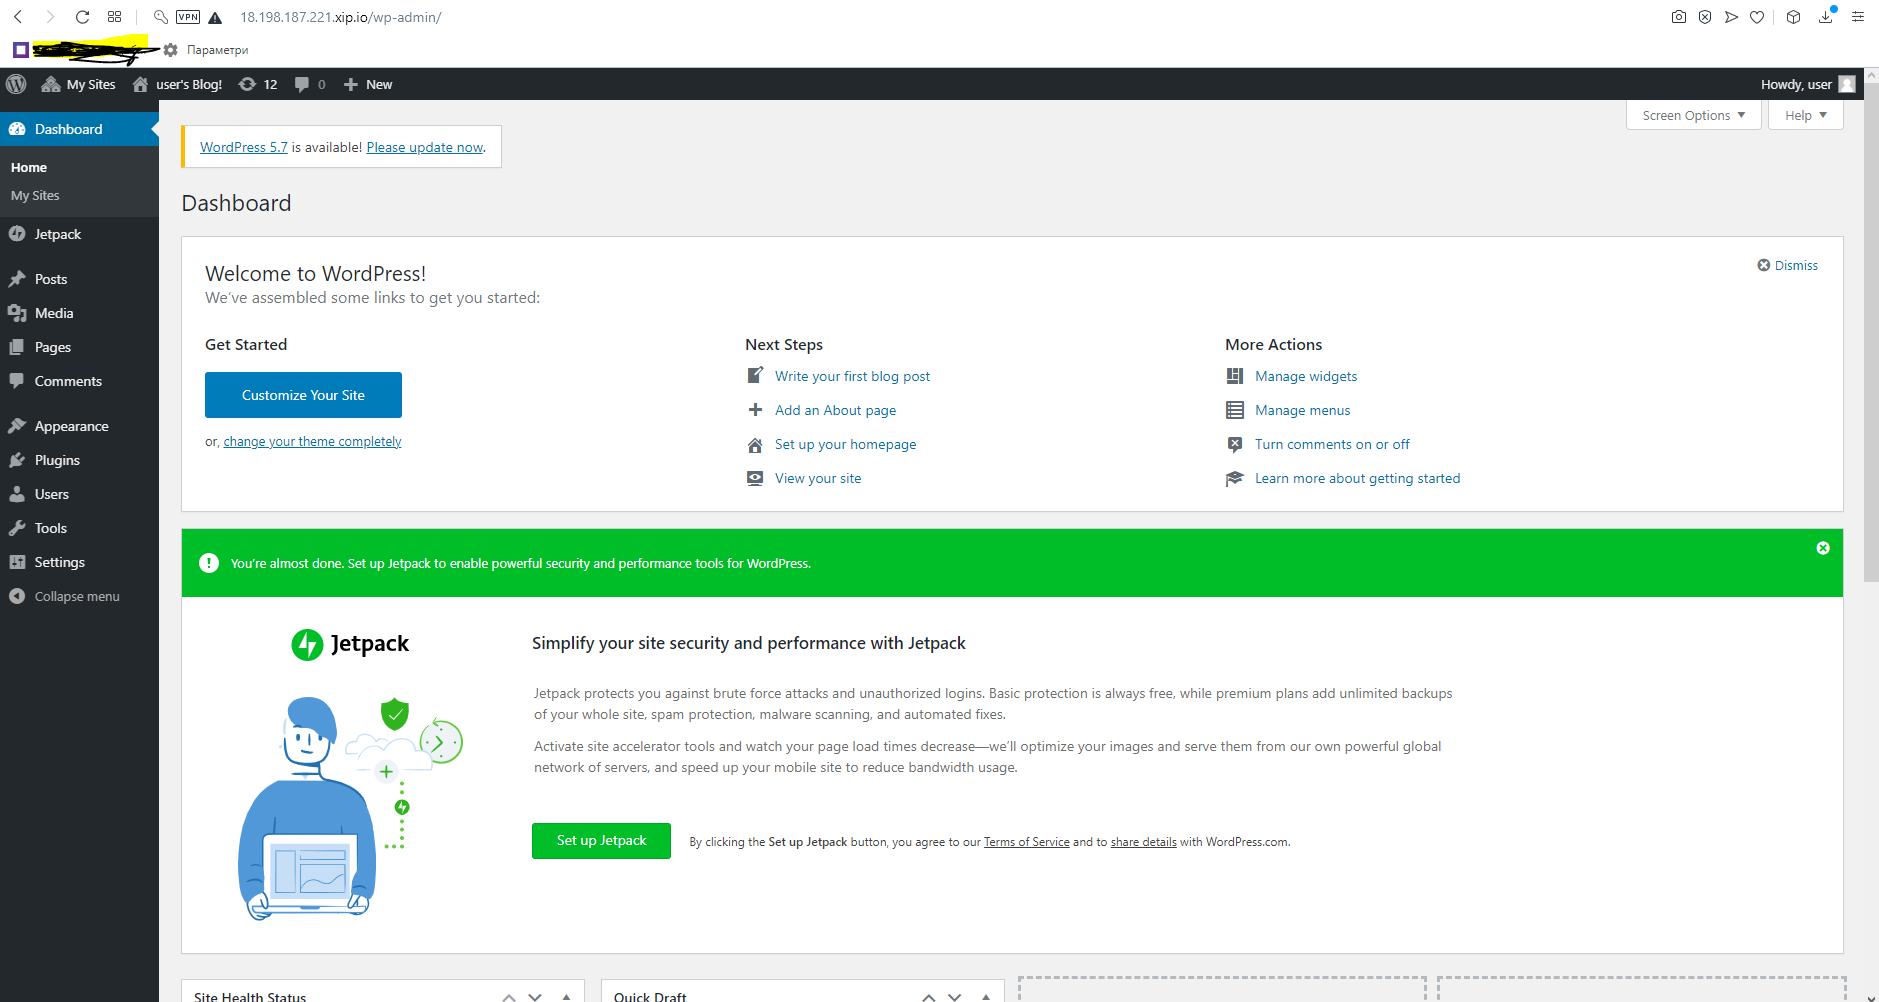 VPN 18.198.187.221.xip.io/wp-admin/
Параметри
My Sites user's Blog! 12 0 New Howdy, user
Dashboard
Home
My Sites
Jetpack
Posts
Media
Pages
Comments
Appearance
Plugins
Users
Tools
Settings
Collapse menu
Screen Options Help
WordPress 5.7 is available! Please update now.
Dashboard
Welcome to WordPress!
We've assembled some links to get you started:
Dismiss
Get Started
Customize Your Site
or, change your theme completely
Next Steps
Write your first blog post
Add an About page
Set up your homepage
View your site
More Actions
Manage widgets
Manage menus
Turn comments on or off
Learn more about getting started
You're almost done. Set up Jetpack to enable powerful security and performance tools for WordPress.
Jetpack
Simplify your site security and performance with Jetpack
Jetpack protects you against brute force attacks and unauthorized logins. Basic protection is always free, while premium plans add unlimited backups
of your whole site, spam protection, malware scanning, and automated fixes.
Activate site accelerator tools and watch your page load times decrease—we'll optimize your images and serve them from our own powerful global
network of servers, and speed up your mobile site to reduce bandwidth usage.
Set up Jetpack By clicking the Set up Jetpack button, you agree to our Terms of Service and to share details with WordPress.com.
Site Health Status
Quick Draft